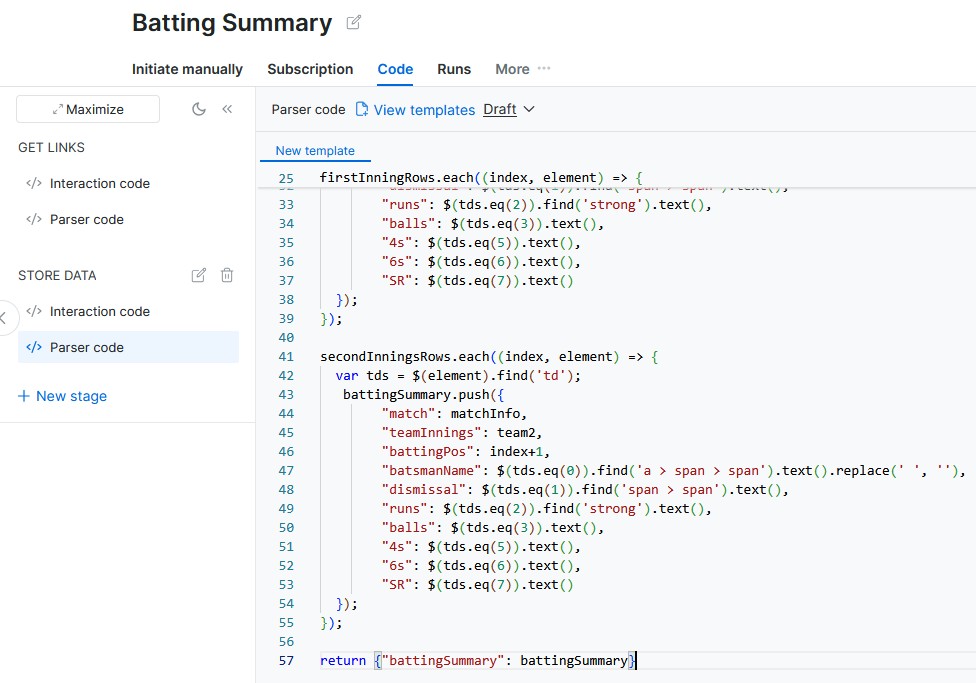 Batting Summary
Initiate manually Subscription Code Runs More ···
Maximize
GET LINKS
</> Interaction code
</> Parser code
STORE DATA
</> Interaction code
</> Parser code
+ New stage
Parser code View templates Draft
New template
25 firstInningRows.each((index, element) => {
33 "runs": $(tds.eq(2)).find('strong').text(),
34 "balls": $(tds.eq(3)).text(),
35 "4s": $(tds.eq(5)).text(),
36 "6s": $(tds.eq(6)).text(),
37 "SR": $(tds.eq(7)).text()
38 });
39 });
40
41 secondInningsRows.each((index, element) => {
42 var tds = $(element).find('td');
43 battingSummary.push({
44 "match": matchInfo,
45 "teamInnings": team2,
46 "battingPos": index+1,
47 "batsmanName": $(tds.eq(0)).find('a > span > span').text().replace(' ', ''),
48 "dismissal": $(tds.eq(1)).find('span > span').text(),
49 "runs": $(tds.eq(2)).find('strong').text(),
50 "balls": $(tds.eq(3)).text(),
51 "4s": $(tds.eq(5)).text(),
52 "6s": $(tds.eq(6)).text(),
53 "SR": $(tds.eq(7)).text()
54 });
55 });
56
57 return {"battingSummary": battingSummary}